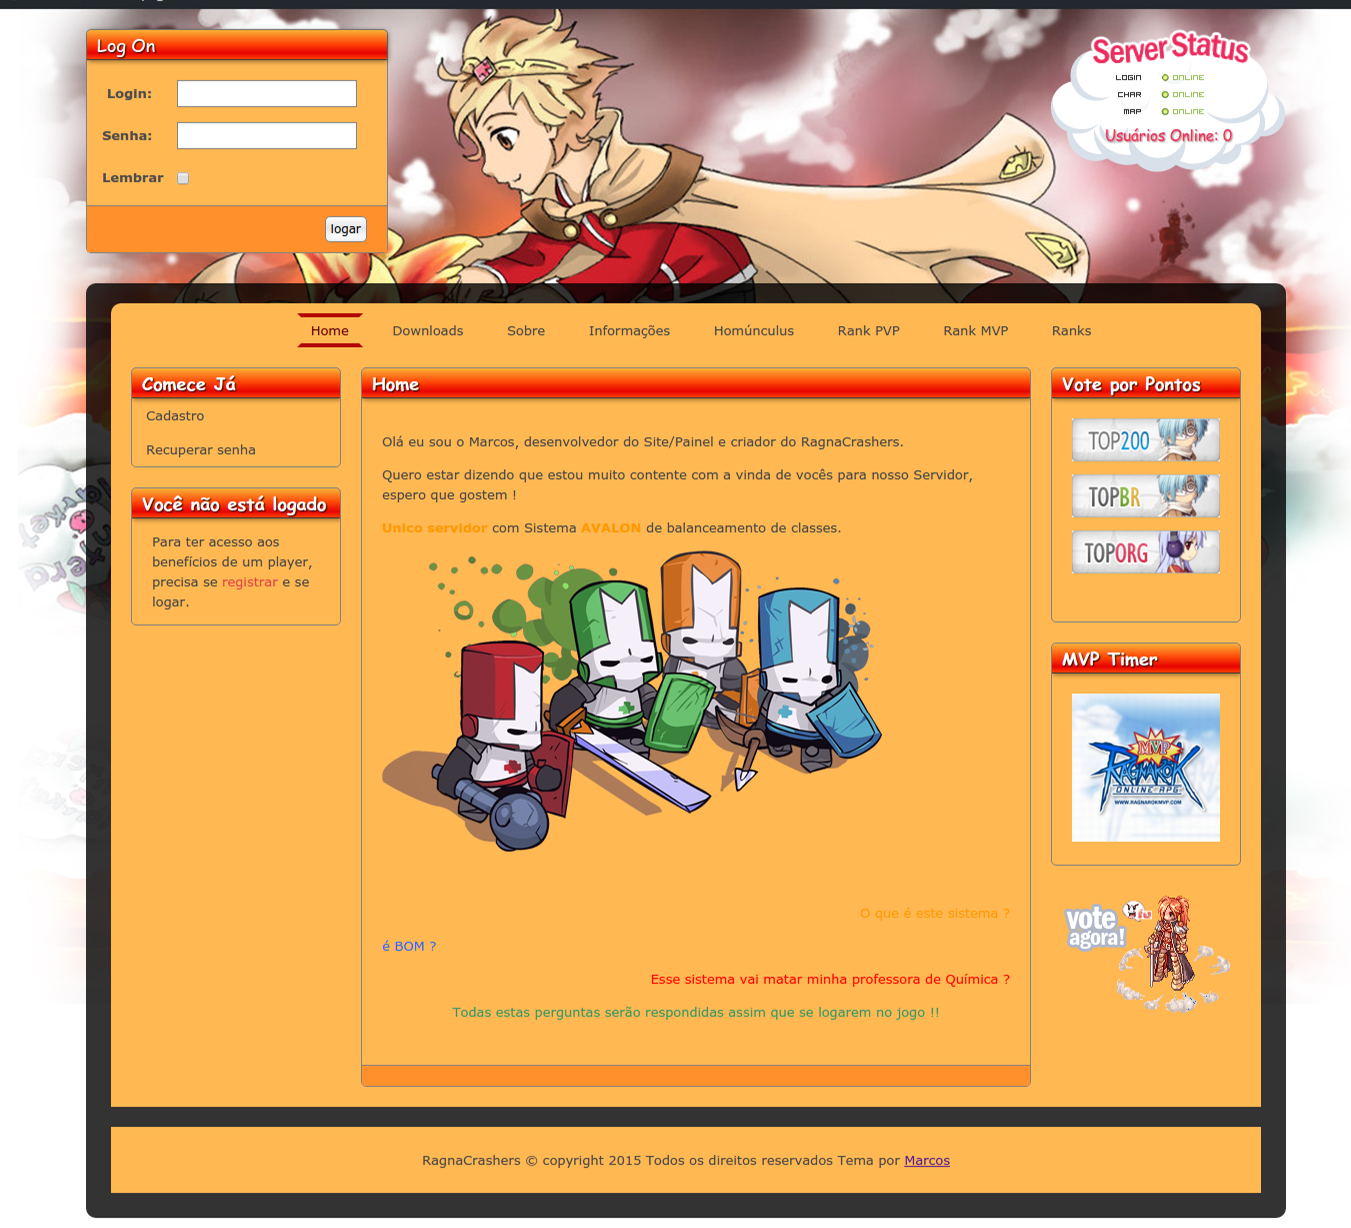 Log On
Login:
Senha:
Lembrar
logar
Server Status
LOGIN ONLINE
CHAR ONLINE
MAP ONLINE
Usuários Online: 0
Home Downloads Sobre Informações Homúnculus Rank PVP Rank MVP Ranks
Comece Já
Cadastro
Recuperar senha
Você não está logado
Para ter acesso aos
benefícios de um player,
precisa se registrar e se
logar.
Home
Olá eu sou o Marcos, desenvolvedor do Site/Painel e criador do RagnaCrashers.
Quero estar dizendo que estou muito contente com a vinda de vocês para nosso Servidor,
espero que gostem !
Unico servidor com Sistema AVALON de balanceamento de classes.
O que é este sistema ?
é BOM ?
Esse sistema vai matar minha professora de Química ?
Todas estas perguntas serão respondidas assim que se logarem no jogo !!
Vote por Pontos
TOP200
TOPBR
TOPORG
MVP Timer
MVP
RAGNARÖK
ONLINE RPG
WWW.RAGNAROKMVP.COM
vote
agora!
RagnaCrashers © copyright 2015 Todos os direitos reservados Tema por Marcos